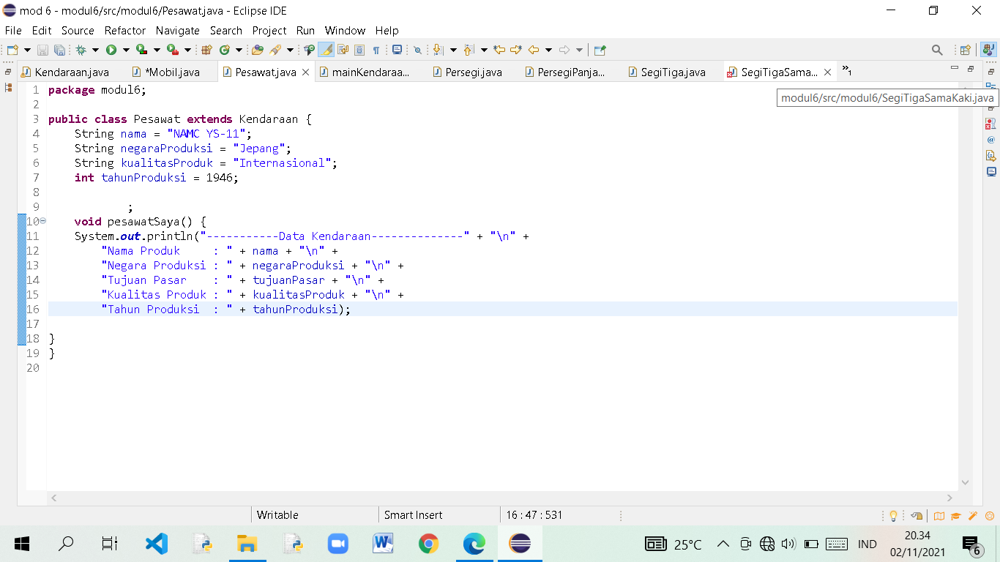 mod 6 - modul6/src/modul6/Pesawat.java - Eclipse IDE
File Edit Source Refactor Navigate Search Project Run Window Help
Kendaraan.java *Mobil.java Pesawat.java mainKendaraa... Persegi.java PersegiPanja... SegiTiga.java SegiTigaSama... »1
modul6/src/modul6/SegiTigaSamaKaki.java
1 package modul6;
2
3 public class Pesawat extends Kendaraan {
4     String nama = "NAMC YS-11";
5     String negaraProduksi = "Jepang";
6     String kualitasProduk = "Internasional";
7     int tahunProduksi = 1946;
8
9             ;
10     void pesawatSaya() {
11     System.out.println("-----------Data Kendaraan--------------" + "\n" +
12         "Nama Produk     : " + nama + "\n" +
13         "Negara Produksi : " + negaraProduksi + "\n" +
14         "Tujuan Pasar    : " + tujuanPasar + "\n" +
15         "Kualitas Produk : " + kualitasProduk + "\n" +
16         "Tahun Produksi  : " + tahunProduksi);
17
18 }
19 }
20
Writable Smart Insert 16 : 47 : 531
25°C IND 20.34
02/11/2021 6